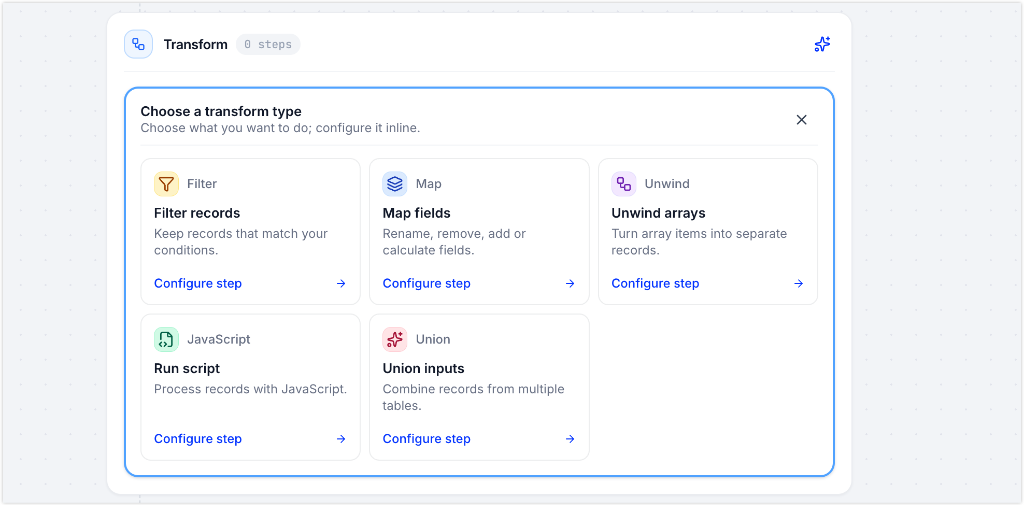 Transform 0 steps
Choose a transform type
Choose what you want to do; configure it inline.
Filter
Filter records
Keep records that match your
conditions.
Configure step
Map
Map fields
Rename, remove, add or
calculate fields.
Configure step
Unwind
Unwind arrays
Turn array items into separate
records.
Configure step
JavaScript
Run script
Process records with JavaScript.
Configure step
Union
Union inputs
Combine records from multiple
tables.
Configure step